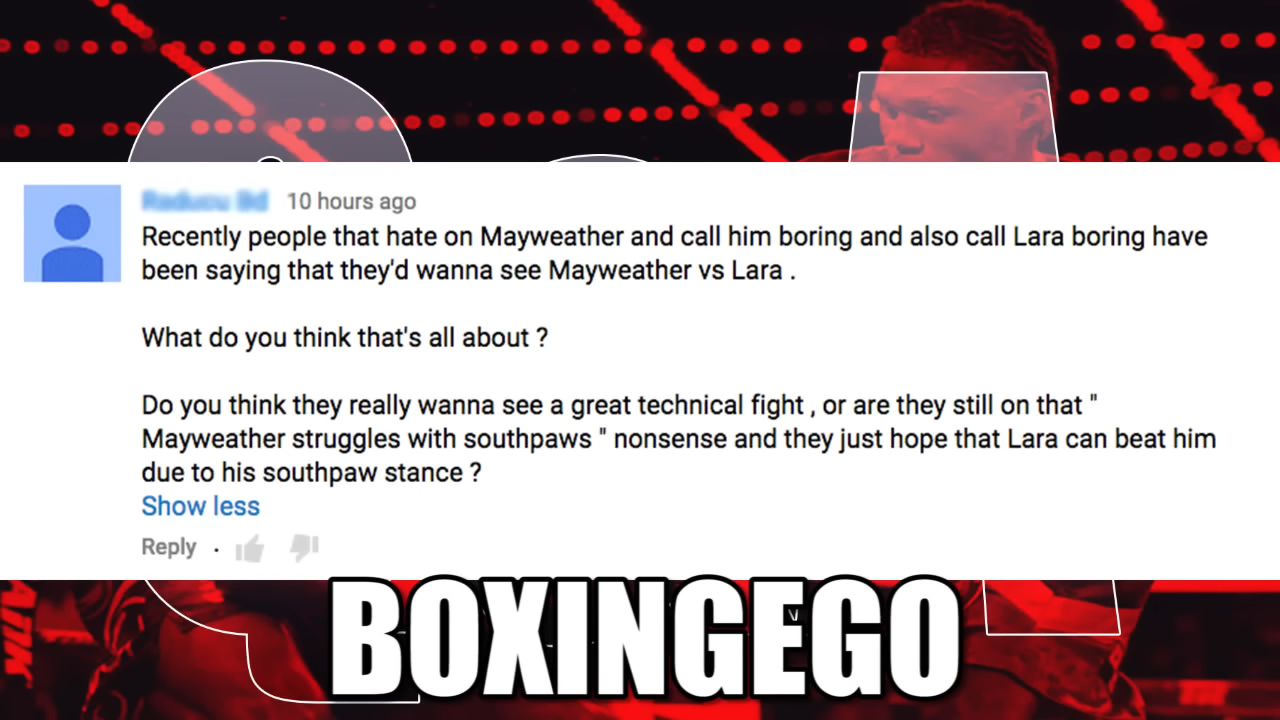 10 hours ago
Recently people that hate on Mayweather and call him boring and also call Lara boring have
been saying that they'd wanna see Mayweather vs Lara .
What do you think that's all about ?
Do you think they really wanna see a great technical fight , or are they still on that "
Mayweather struggles with southpaws " nonsense and they just hope that Lara can beat him
due to his southpaw stance ?
Show less
Reply ·
BOXINGEGO